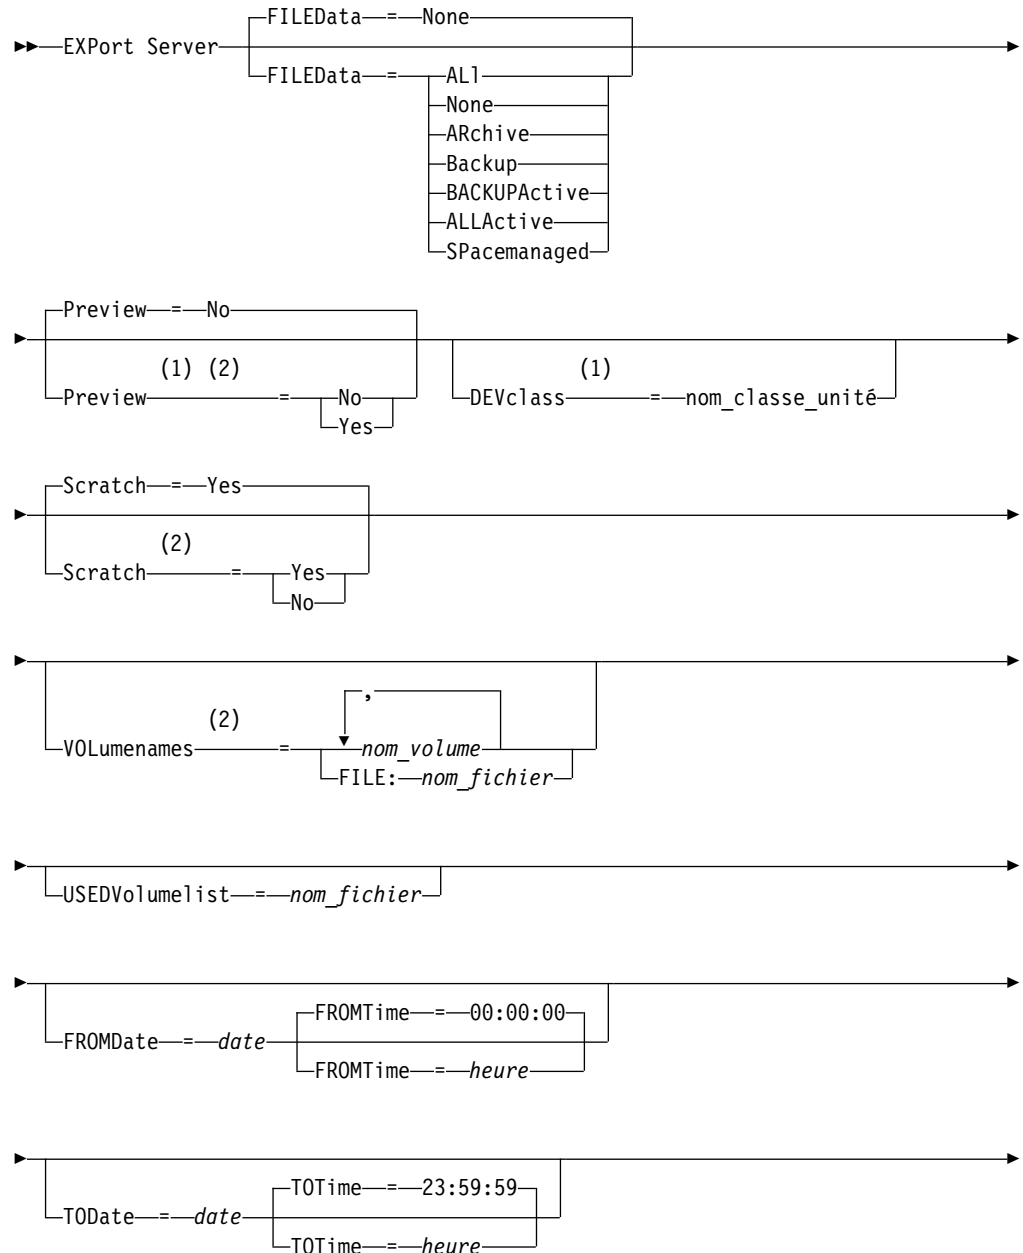 FILEData = None
EXPort Server
FILEData = ALl
None
ARchive
Backup
BACKUPActive
ALLActive
SPacemanaged
Preview = No
(1) (2)
Preview = No
Yes
(1)
DEVclass = nom_classe_unité
Scratch = Yes
(2)
Scratch = Yes
No
,
(2)
VOLumenames = nom_volume
FILE: nom_fichier
USEDVolumelist = nom_fichier
FROMTime = 00:00:00
FROMDate = date
FROMTime = heure
TOTime = 23:59:59
TODate = date
TOTime = heure